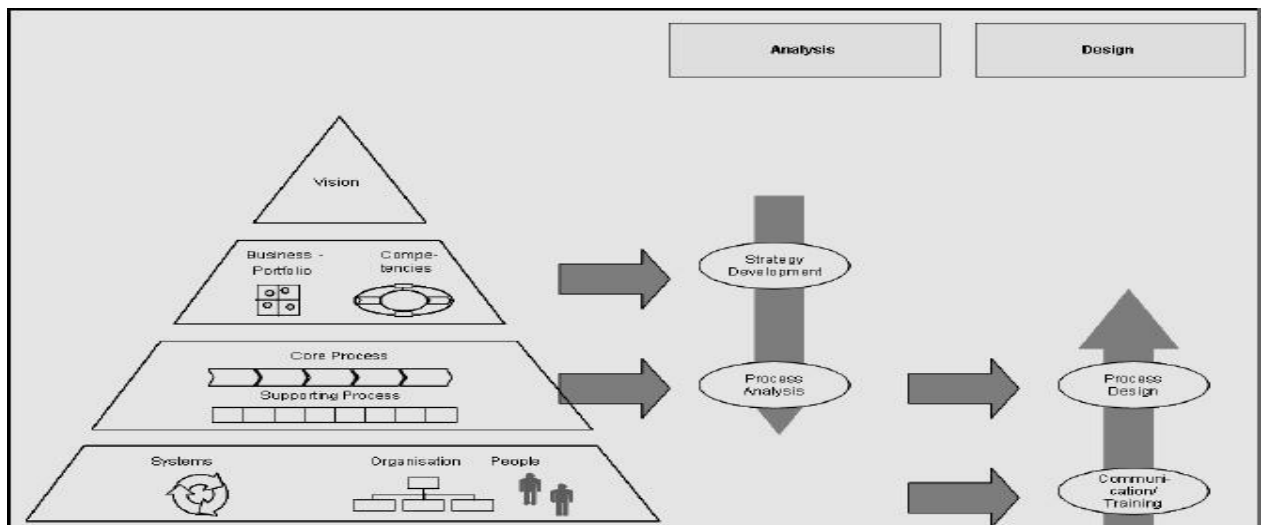 Analysis
Design
Vision
Business -
Portfolio
Compe-
tencies
Strategy
Development
Core Process
Supporting Process
Process
Analysis
Process
Design
Systems
Organisation
People
Communi-
cation/
Training